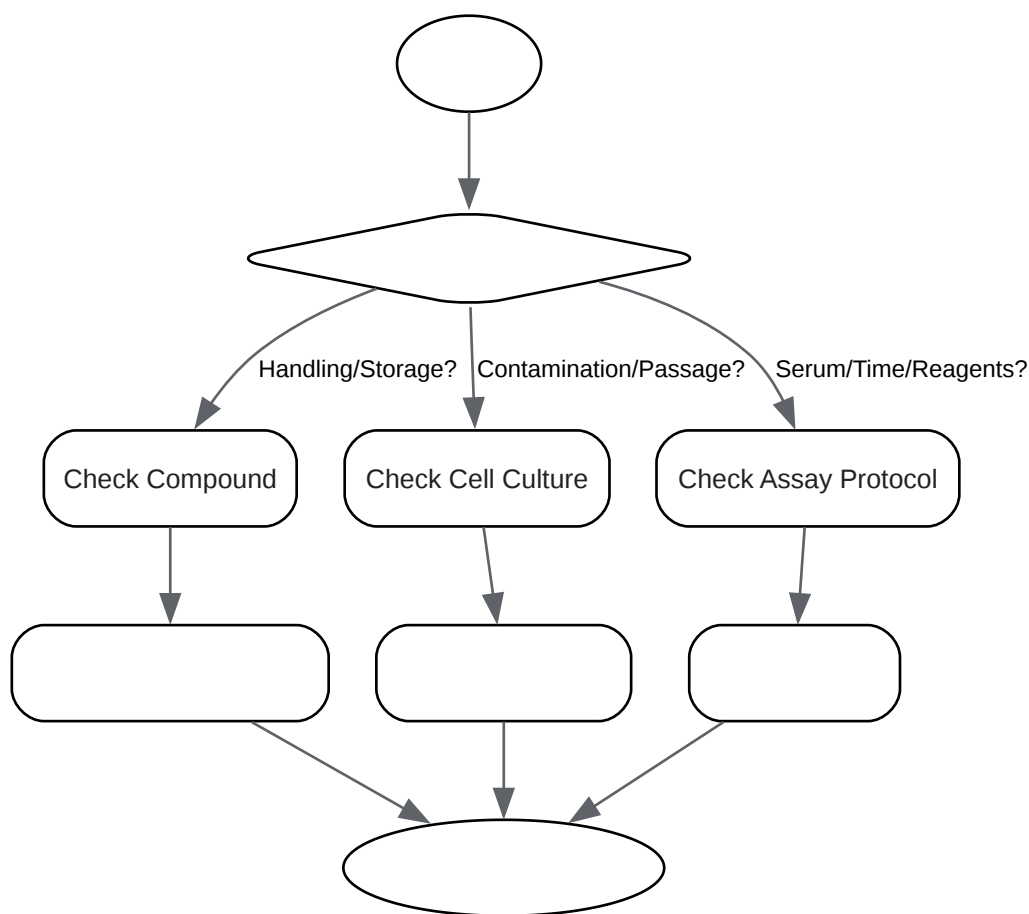 Handling/Storage?
Contamination/Passage?
Serum/Time/Reagents?
Check Compound
Check Cell Culture
Check Assay Protocol